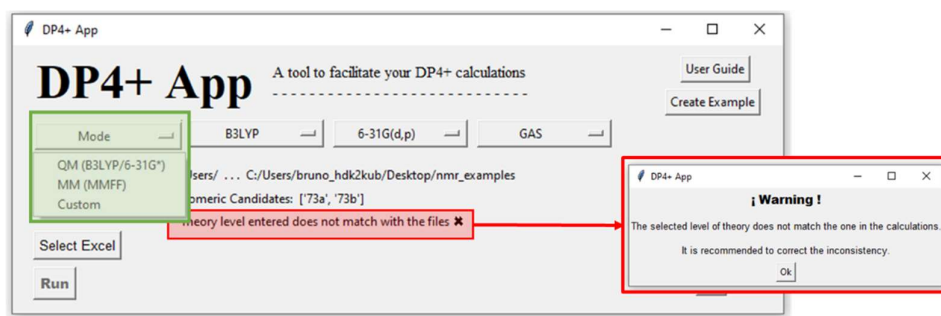 DP4+ App
DP4+ App
A tool to facilitate your DP4+ calculations
User Guide
Create Example
Mode
B3LYP
6-31G(d,p)
GAS
QM (B3LYP/6-31G*)
MM (MMFF)
Custom
Users/ ... C:/Users/bruno_hdk2kub/Desktop/nmr_examples
omeric Candidates: ['73a', '73b']
Theory level entered does not match with the files ✖
Select Excel
Run
DP4+ App
¡ Warning !
The selected level of theory does not match the one in the calculations.
It is recommended to correct the inconsistency.
Ok